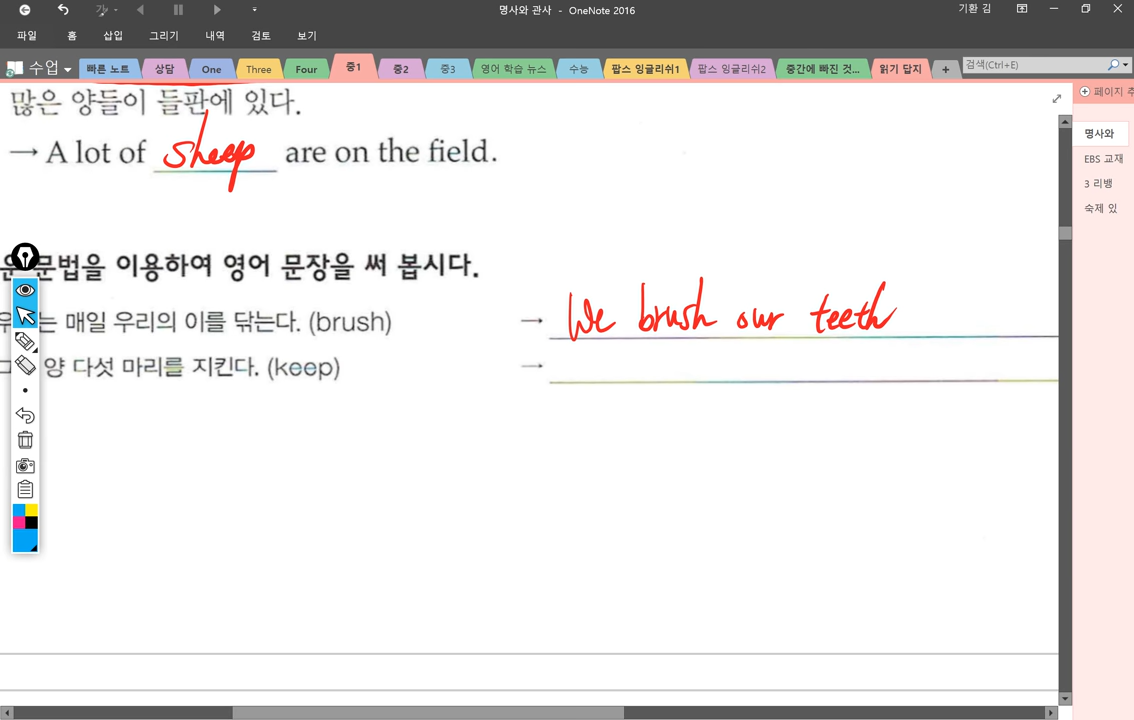 명사와 관사 - OneNote 2016
기환 김
파일 홈 삽입 그리기 내역 검토 보기
수업 빠른 노트 상담 One Three Four 중1 중2 중3 영어 학습 뉴스 수능 팝스 잉글리쉬1 팝스 잉글리쉬2 중간에 빠진 것... 읽기 답지 + 검색(Ctrl+E)
페이지 추
명사와
EBS 교재
3 리뱅
숙제 있
많은 양들이 들판에 있다.
→ A lot of sheep are on the field.
문법을 이용하여 영어 문장을 써 봅시다.
는 매일 우리의 이를 닦는다. (brush) → We brush our teeth
양 다섯 마리를 지킨다. (keep) →